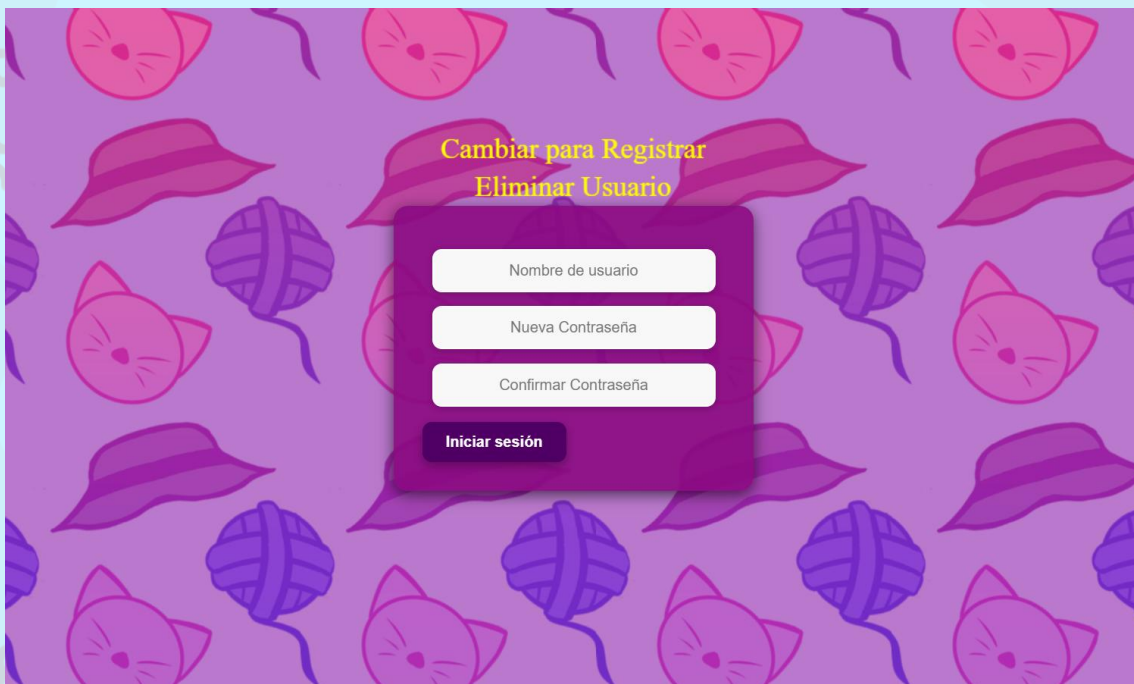 Cambiar para Registrar
Eliminar Usuario
Nombre de usuario
Nueva Contraseña
Confirmar Contraseña
Iniciar sesión